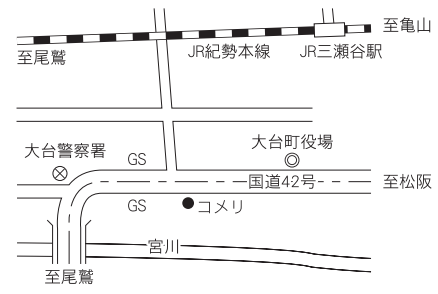 至亀山
至尾鷲
JR紀勢本線
JR三瀬谷駅
大台警察署
GS
大台町役場
国道42号
至松阪
GS
コメリ
宮川
至尾鷲